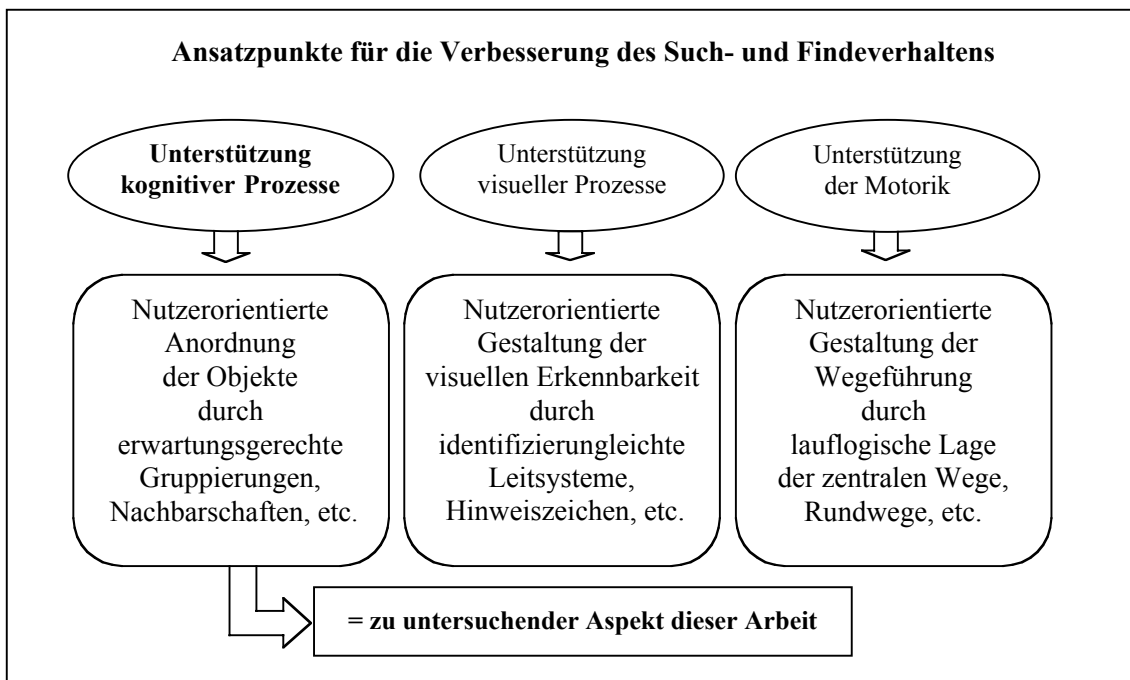 Ansatzpunkte für die Verbesserung des Such- und Findeverhaltens
Unterstützung
kognitiver Prozesse
Unterstützung
visueller Prozesse
Unterstützung
der Motorik
Nutzerorientierte
Anordnung
der Objekte
durch
erwartungsgerechte
Gruppierungen,
Nachbarschaften, etc.
Nutzerorientierte
Gestaltung der
visuellen Erkennbarkeit
durch
identifizierungleichte
Leitsysteme,
Hinweiszeichen, etc.
Nutzerorientierte
Gestaltung der
Wegeführung
durch
lauflogische Lage
der zentralen Wege,
Rundwege, etc.
= zu untersuchender Aspekt dieser Arbeit